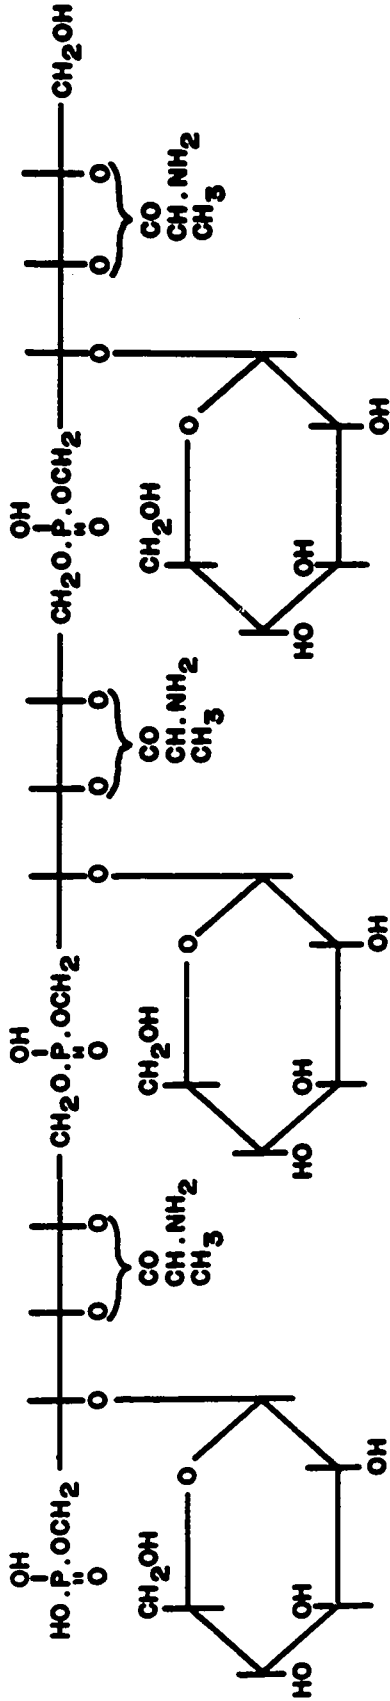 OH OH OH
HO.P.OCH₂ CH₂O.P.OCH₂ CH₂O.P.OCH₂ CH₂OH
O O O O O O O O O O O O
CH₂OH CO CH₂OH CO CH₂OH CO
CH.NH₂ CH.NH₂ CH.NH₂
O CH₃ O CH₃ O CH₃
HO OH HO OH HO OH
OH OH OH